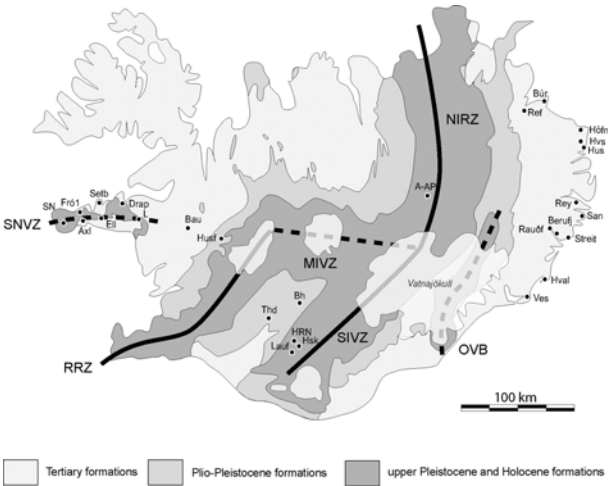 Búr
NIRZ
Ref
Höfn
Hvs
Hus
A-AP
Setb
Drap
Fró1
SN
L
Rey
San
SNVZ
Axl
Ell
Bau
Berufj
Rauðf
Husf
Streit
MIVZ
Vatnajökull
Hval
Bh
Ves
Thd
HRN
Hsk
SIVZ
Lauf
OVB
RRZ
100 km
Tertiary formations
Plio-Pleistocene formations
upper Pleistocene and Holocene formations